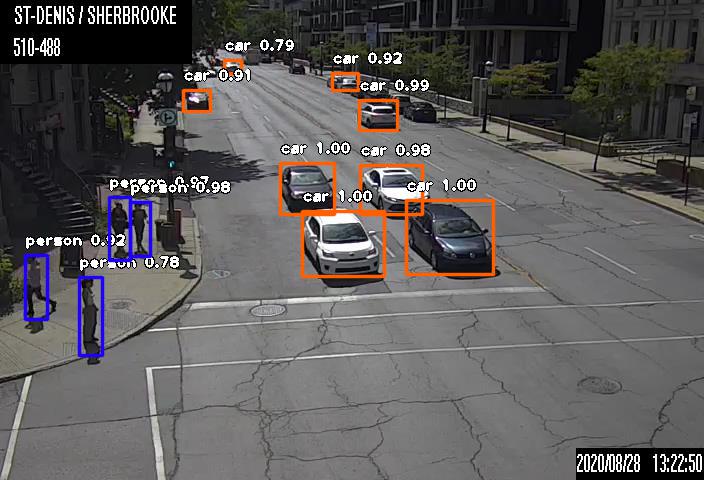 ST-DENIS / SHERBROOKE
510-488
car 0.79
car 0.92
car 0.91
car 0.99
car 1.00
car 0.98
car 1.00
car 1.00
person 0.97
person 0.98
person 0.92
person 0.78
2020/08/28 13:22:50